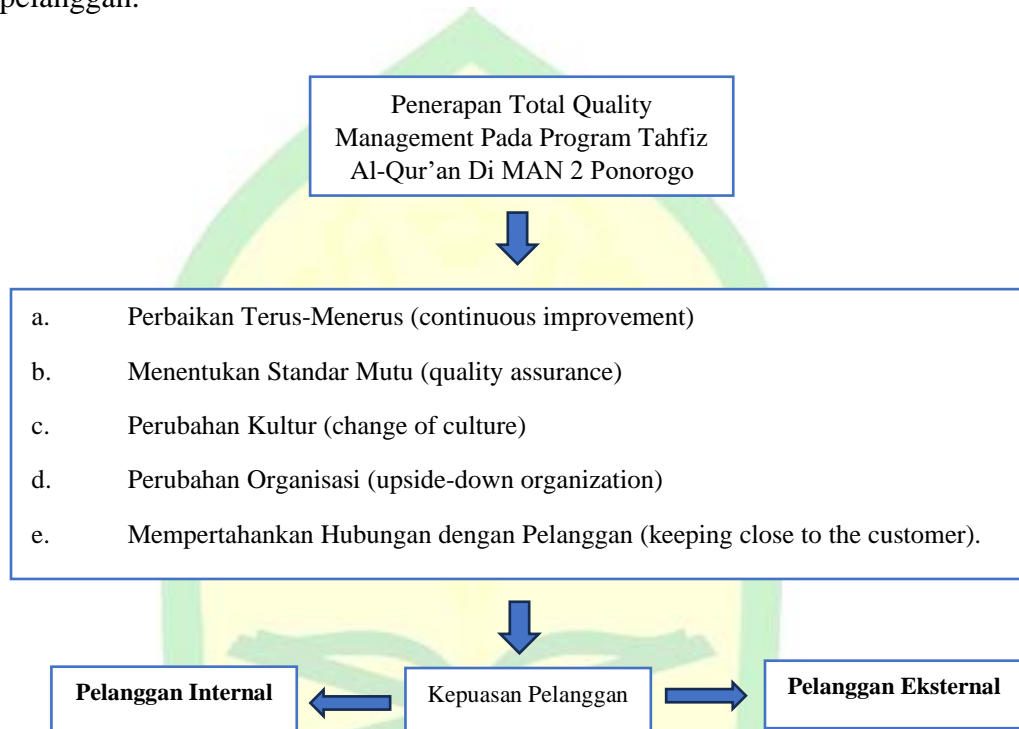 pelanggan.
Penerapan Total Quality
Management Pada Program Tahfiz
Al-Qur’an Di MAN 2 Ponorogo
a. Perbaikan Terus-Menerus (continuous improvement)
b. Menentukan Standar Mutu (quality assurance)
c. Perubahan Kultur (change of culture)
d. Perubahan Organisasi (upside-down organization)
e. Mempertahankan Hubungan dengan Pelanggan (keeping close to the customer).
Pelanggan Internal
Kepuasan Pelanggan
Pelanggan Eksternal